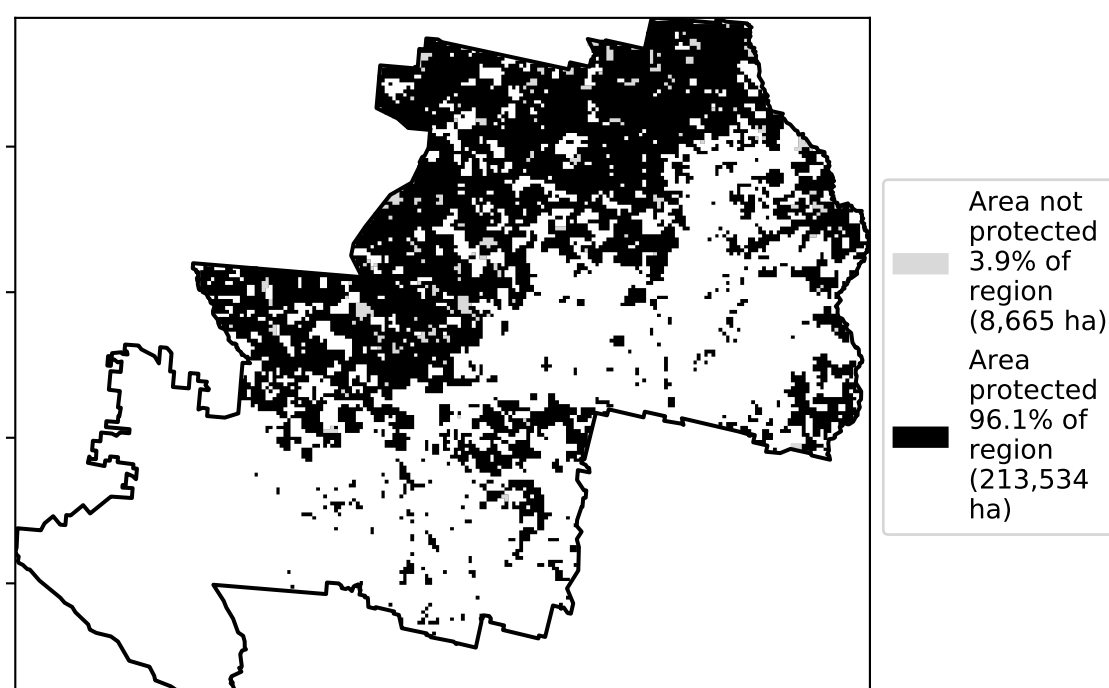 Area not
protected
3.9% of
region
(8,665 ha)
Area
protected
96.1% of
region
(213,534
ha)